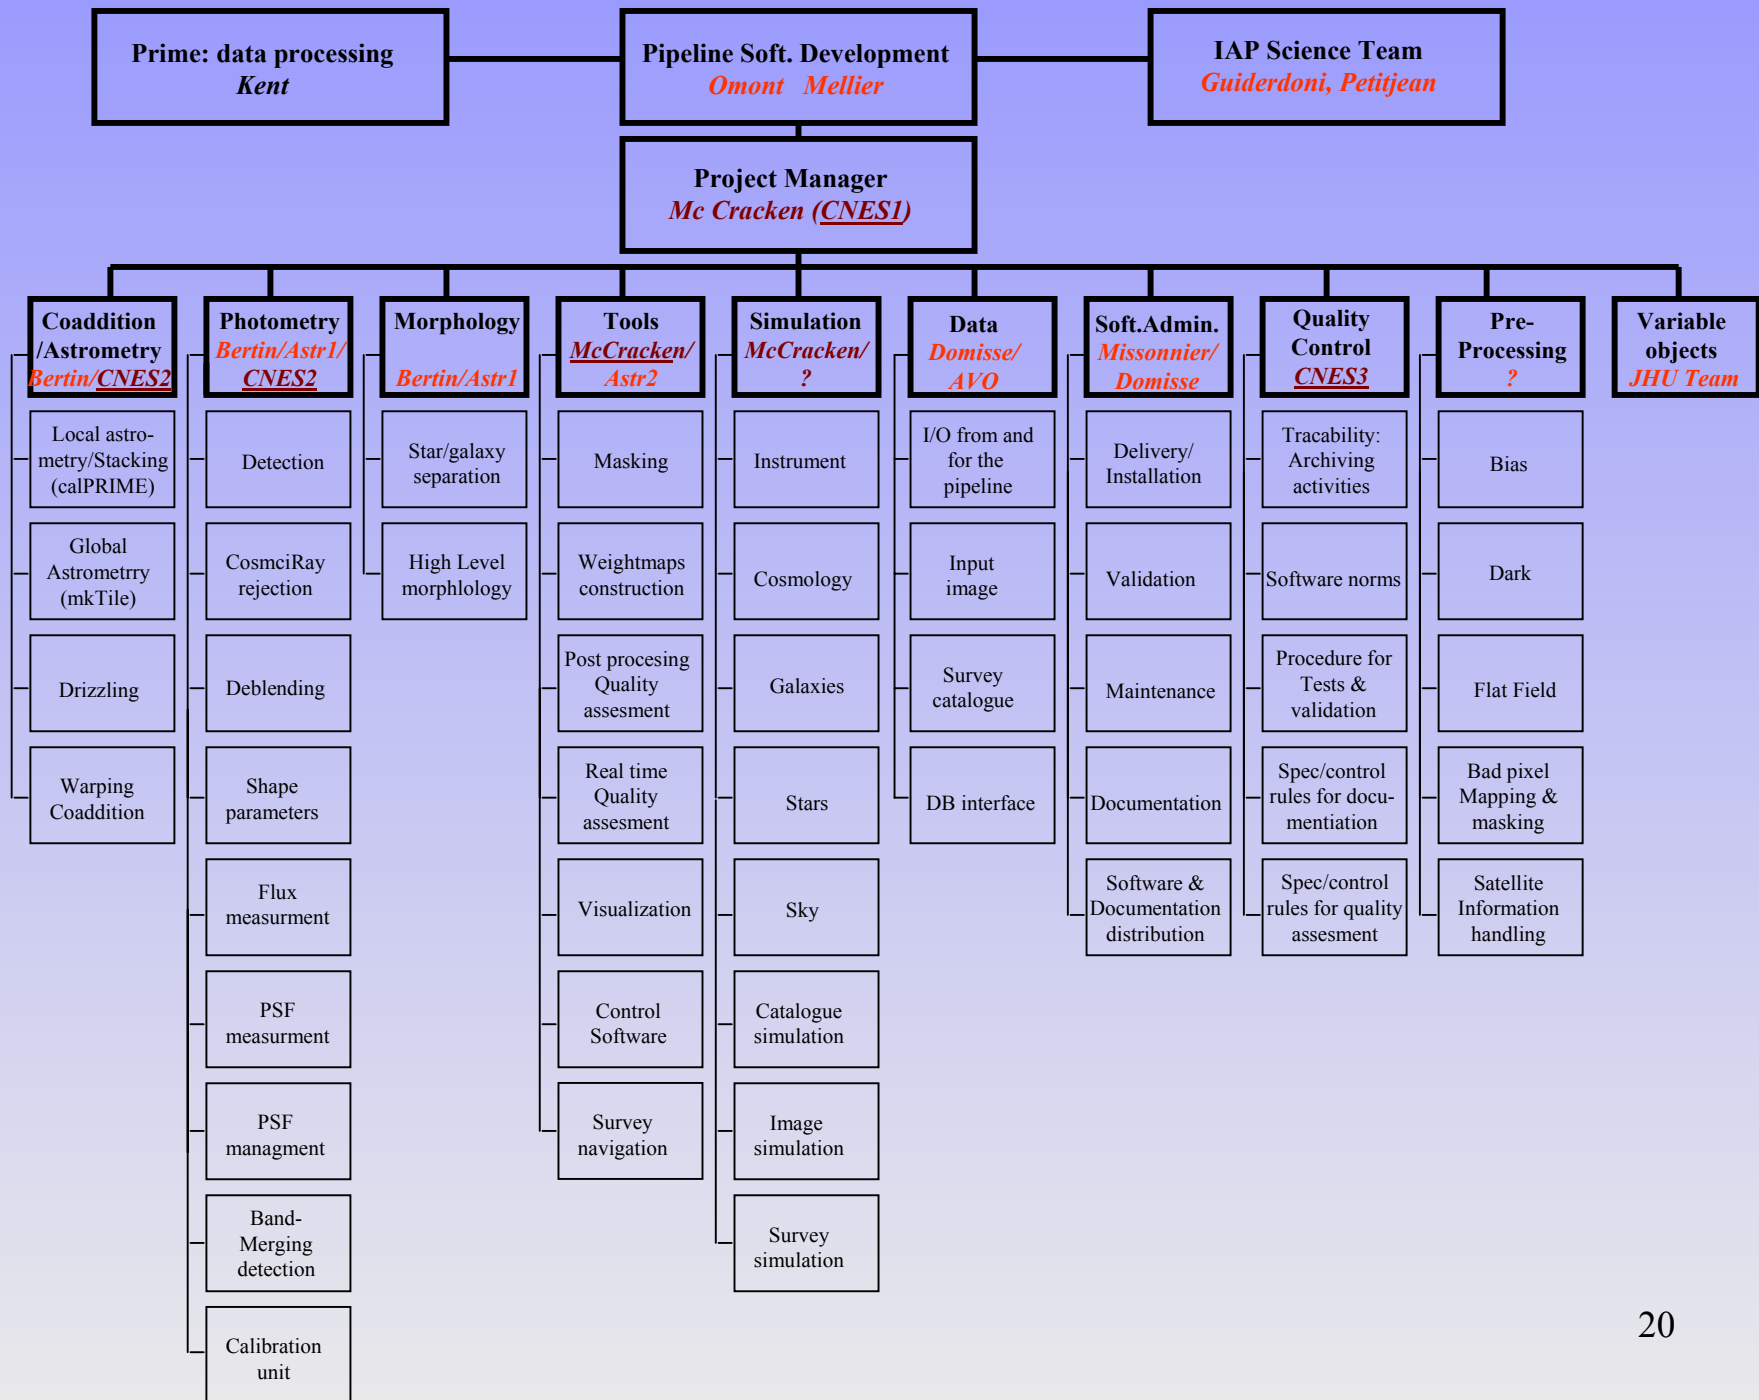 Prime: data processing
Kent
Pipeline Soft. Development
Omont Mellier
IAP Science Team
Guiderdoni, Petitjean
Project Manager
Mc Cracken (CNES1)
Coaddition
/Astrometry
Bertin/CNES2
Local astro-
metry/Stacking
(calPRIME)
Global
Astrometrry
(mkTile)
Drizzling
Warping
Coaddition
Photometry
Bertin/Astr1/
CNES2
Detection
CosmciRay
rejection
Deblending
Shape
parameters
Flux
measurment
PSF
measurment
PSF
managment
Band-
Merging
detection
Calibration
unit
Morphology
Bertin/Astr1
Star/galaxy
separation
High Level
morphlology
Tools
McCracken/
Astr2
Masking
Weightmaps
construction
Post procesing
Quality
assesment
Real time
Quality
assesment
Visualization
Control
Software
Survey
navigation
Simulation
McCracken/
?
Instrument
Cosmology
Galaxies
Stars
Sky
Catalogue
simulation
Image
simulation
Survey
simulation
Data
Domisse/
AVO
I/O from and
for the
pipeline
Input
image
Survey
catalogue
DB interface
Soft.Admin.
Missonnier/
Domisse
Delivery/
Installation
Validation
Maintenance
Documentation
Software &
Documentation
distribution
Quality
Control
CNES3
Tracability:
Archiving
activities
Software norms
Procedure for
Tests &
validation
Spec/control
rules for docu-
mentiation
Spec/control
rules for quality
assesment
Pre-
Processing
?
Bias
Dark
Flat Field
Bad pixel
Mapping &
masking
Satellite
Information
handling
Variable
objects
JHU Team
20